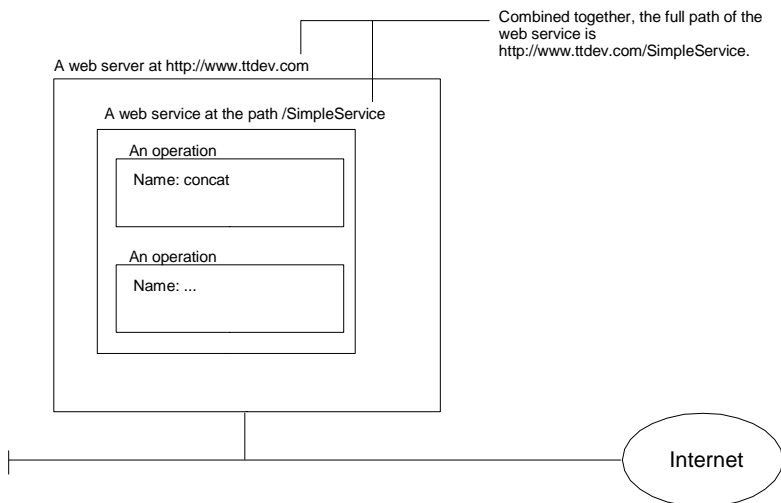 Combined together, the full path of the
web service is
http://www.ttdev.com/SimpleService.
A web server at http://www.ttdev.com
A web service at the path /SimpleService
An operation
Name: concat
An operation
Name: ...
Internet